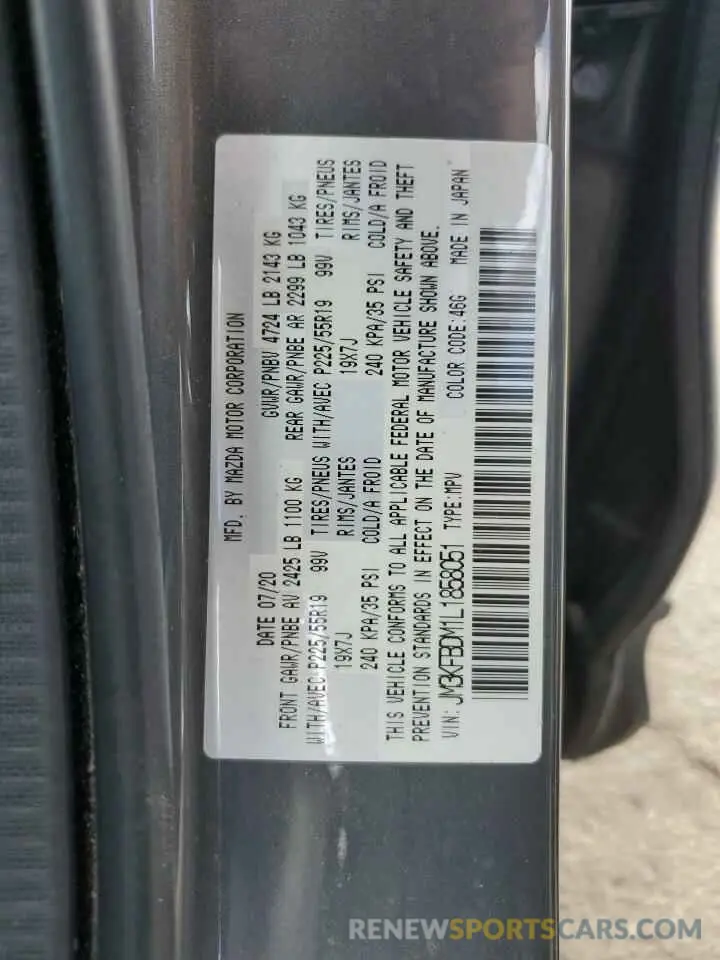 MFD. BY MAZDA MOTOR CORPORATION
DATE 07/20 GVWR/PNBV 4724 LB 2143 KG
FRONT GAWR/PNBE AV 2425 LB 1100 KG REAR GAWR/PNBE AR 2299 LB 1043 KG
WITH/AVEC P225/55R19 99V TIRES/PNEUS WITH/AVEC P225/55R19 99V TIRES/PNEUS
19X7J RIMS/JANTES 19X7J RIMS/JANTES
240 KPA/35 PSI COLD/A FROID 240 KPA/35 PSI COLD/A FROID
THIS VEHICLE CONFORMS TO ALL APPLICABLE FEDERAL MOTOR VEHICLE SAFETY AND THEFT
PREVENTION STANDARDS IN EFFECT ON THE DATE OF MANUFACTURE SHOWN ABOVE.
VIN: JM3KFBDM1L1858051 TYPE:MPV COLOR CODE:46G MADE IN JAPAN
RENEWSPORTCARS.COM